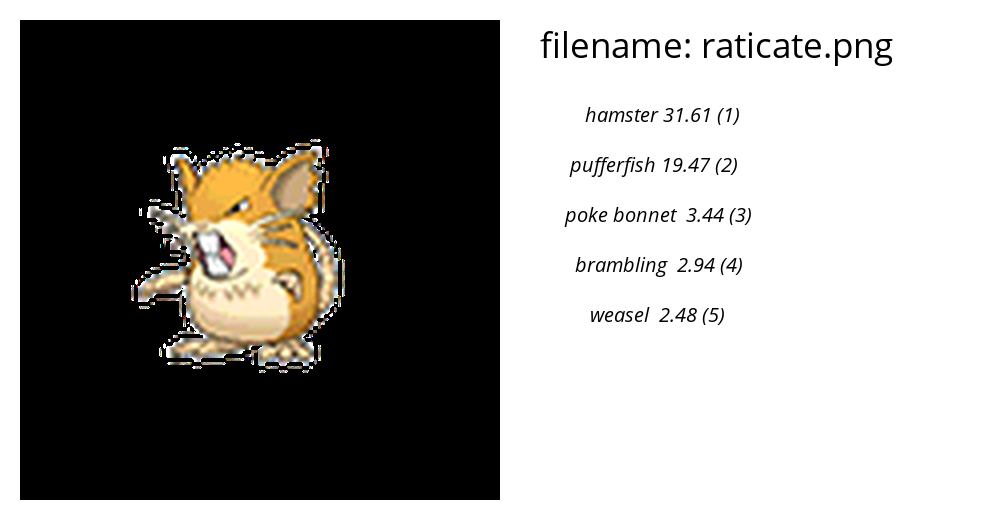 filename: raticate.png
hamster 31.61 (1)
pufferfish 19.47 (2)
poke bonnet 3.44 (3)
brambling 2.94 (4)
weasel 2.48 (5)